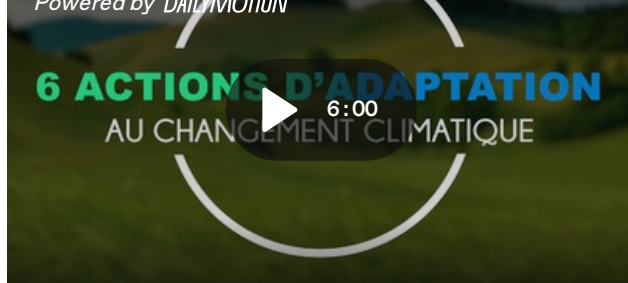 Powered by DAILYMOTION
6 ACTIONS D’ADAPTATION
6:00
AU CHANGEMENT CLIMATIQUE